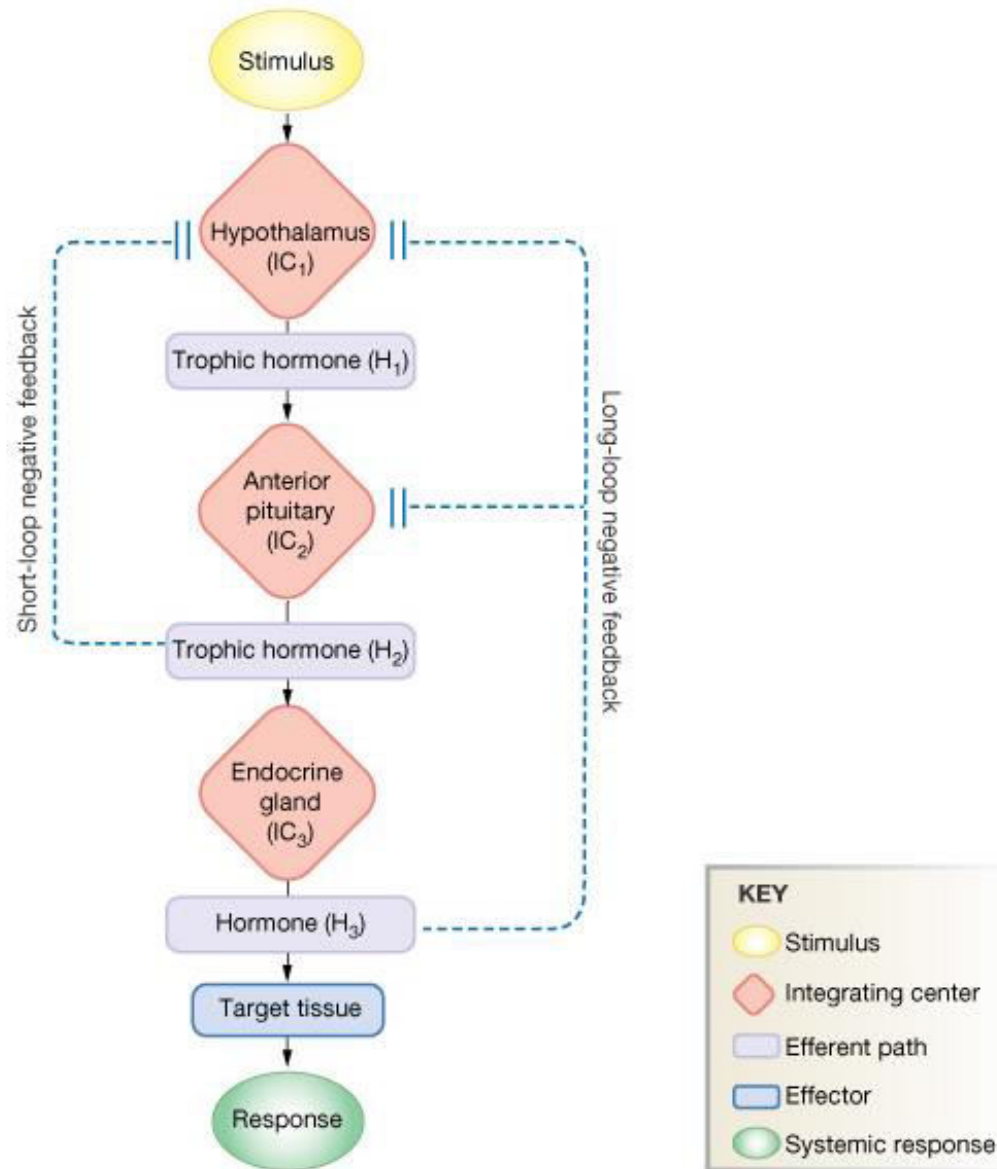 Stimulus
Hypothalamus
(IC₁)
Trophic hormone (H₁)
Anterior
pituitary
(IC₂)
Trophic hormone (H₂)
Endocrine
gland
(IC₃)
Hormone (H₃)
Target tissue
Response
Short-loop negative feedback
Long-loop negative feedback
KEY
Stimulus
Integrating center
Efferent path
Effector
Systemic response